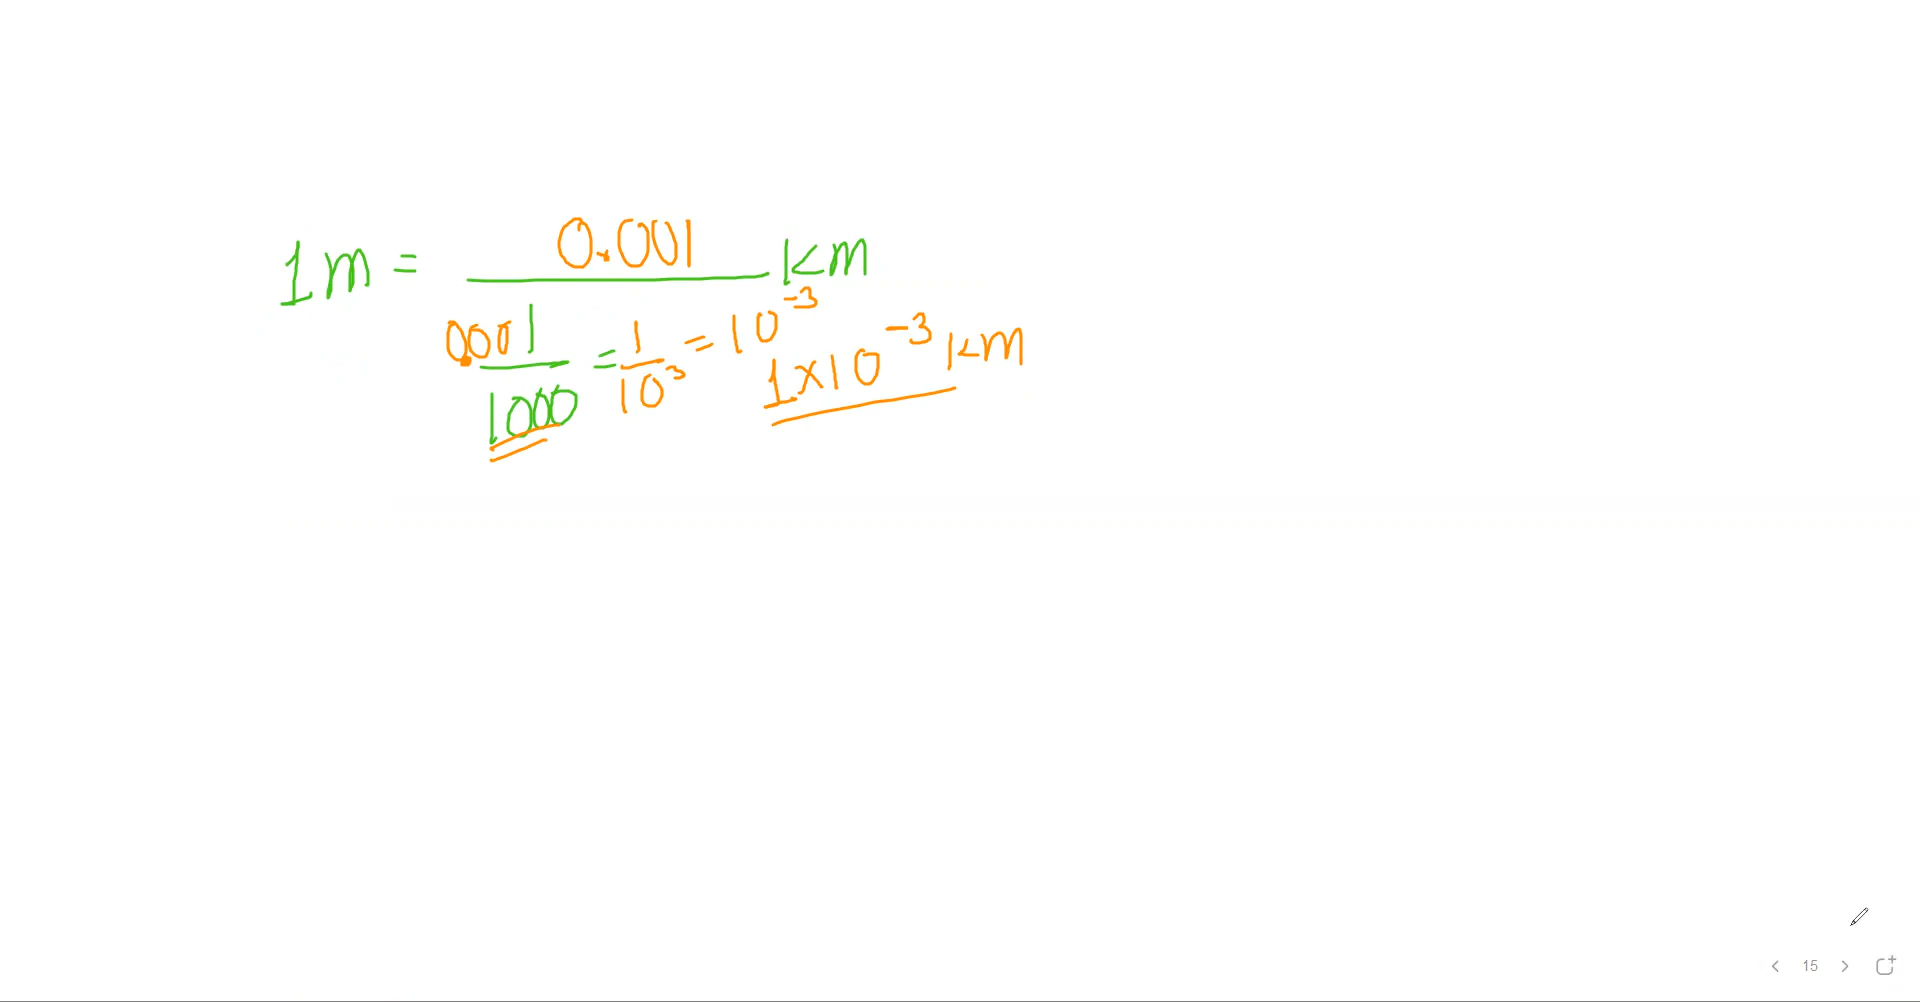 1m = 0.001 km
0.001/1000 = 1/10³ = 10⁻³
1×10⁻³ km
15